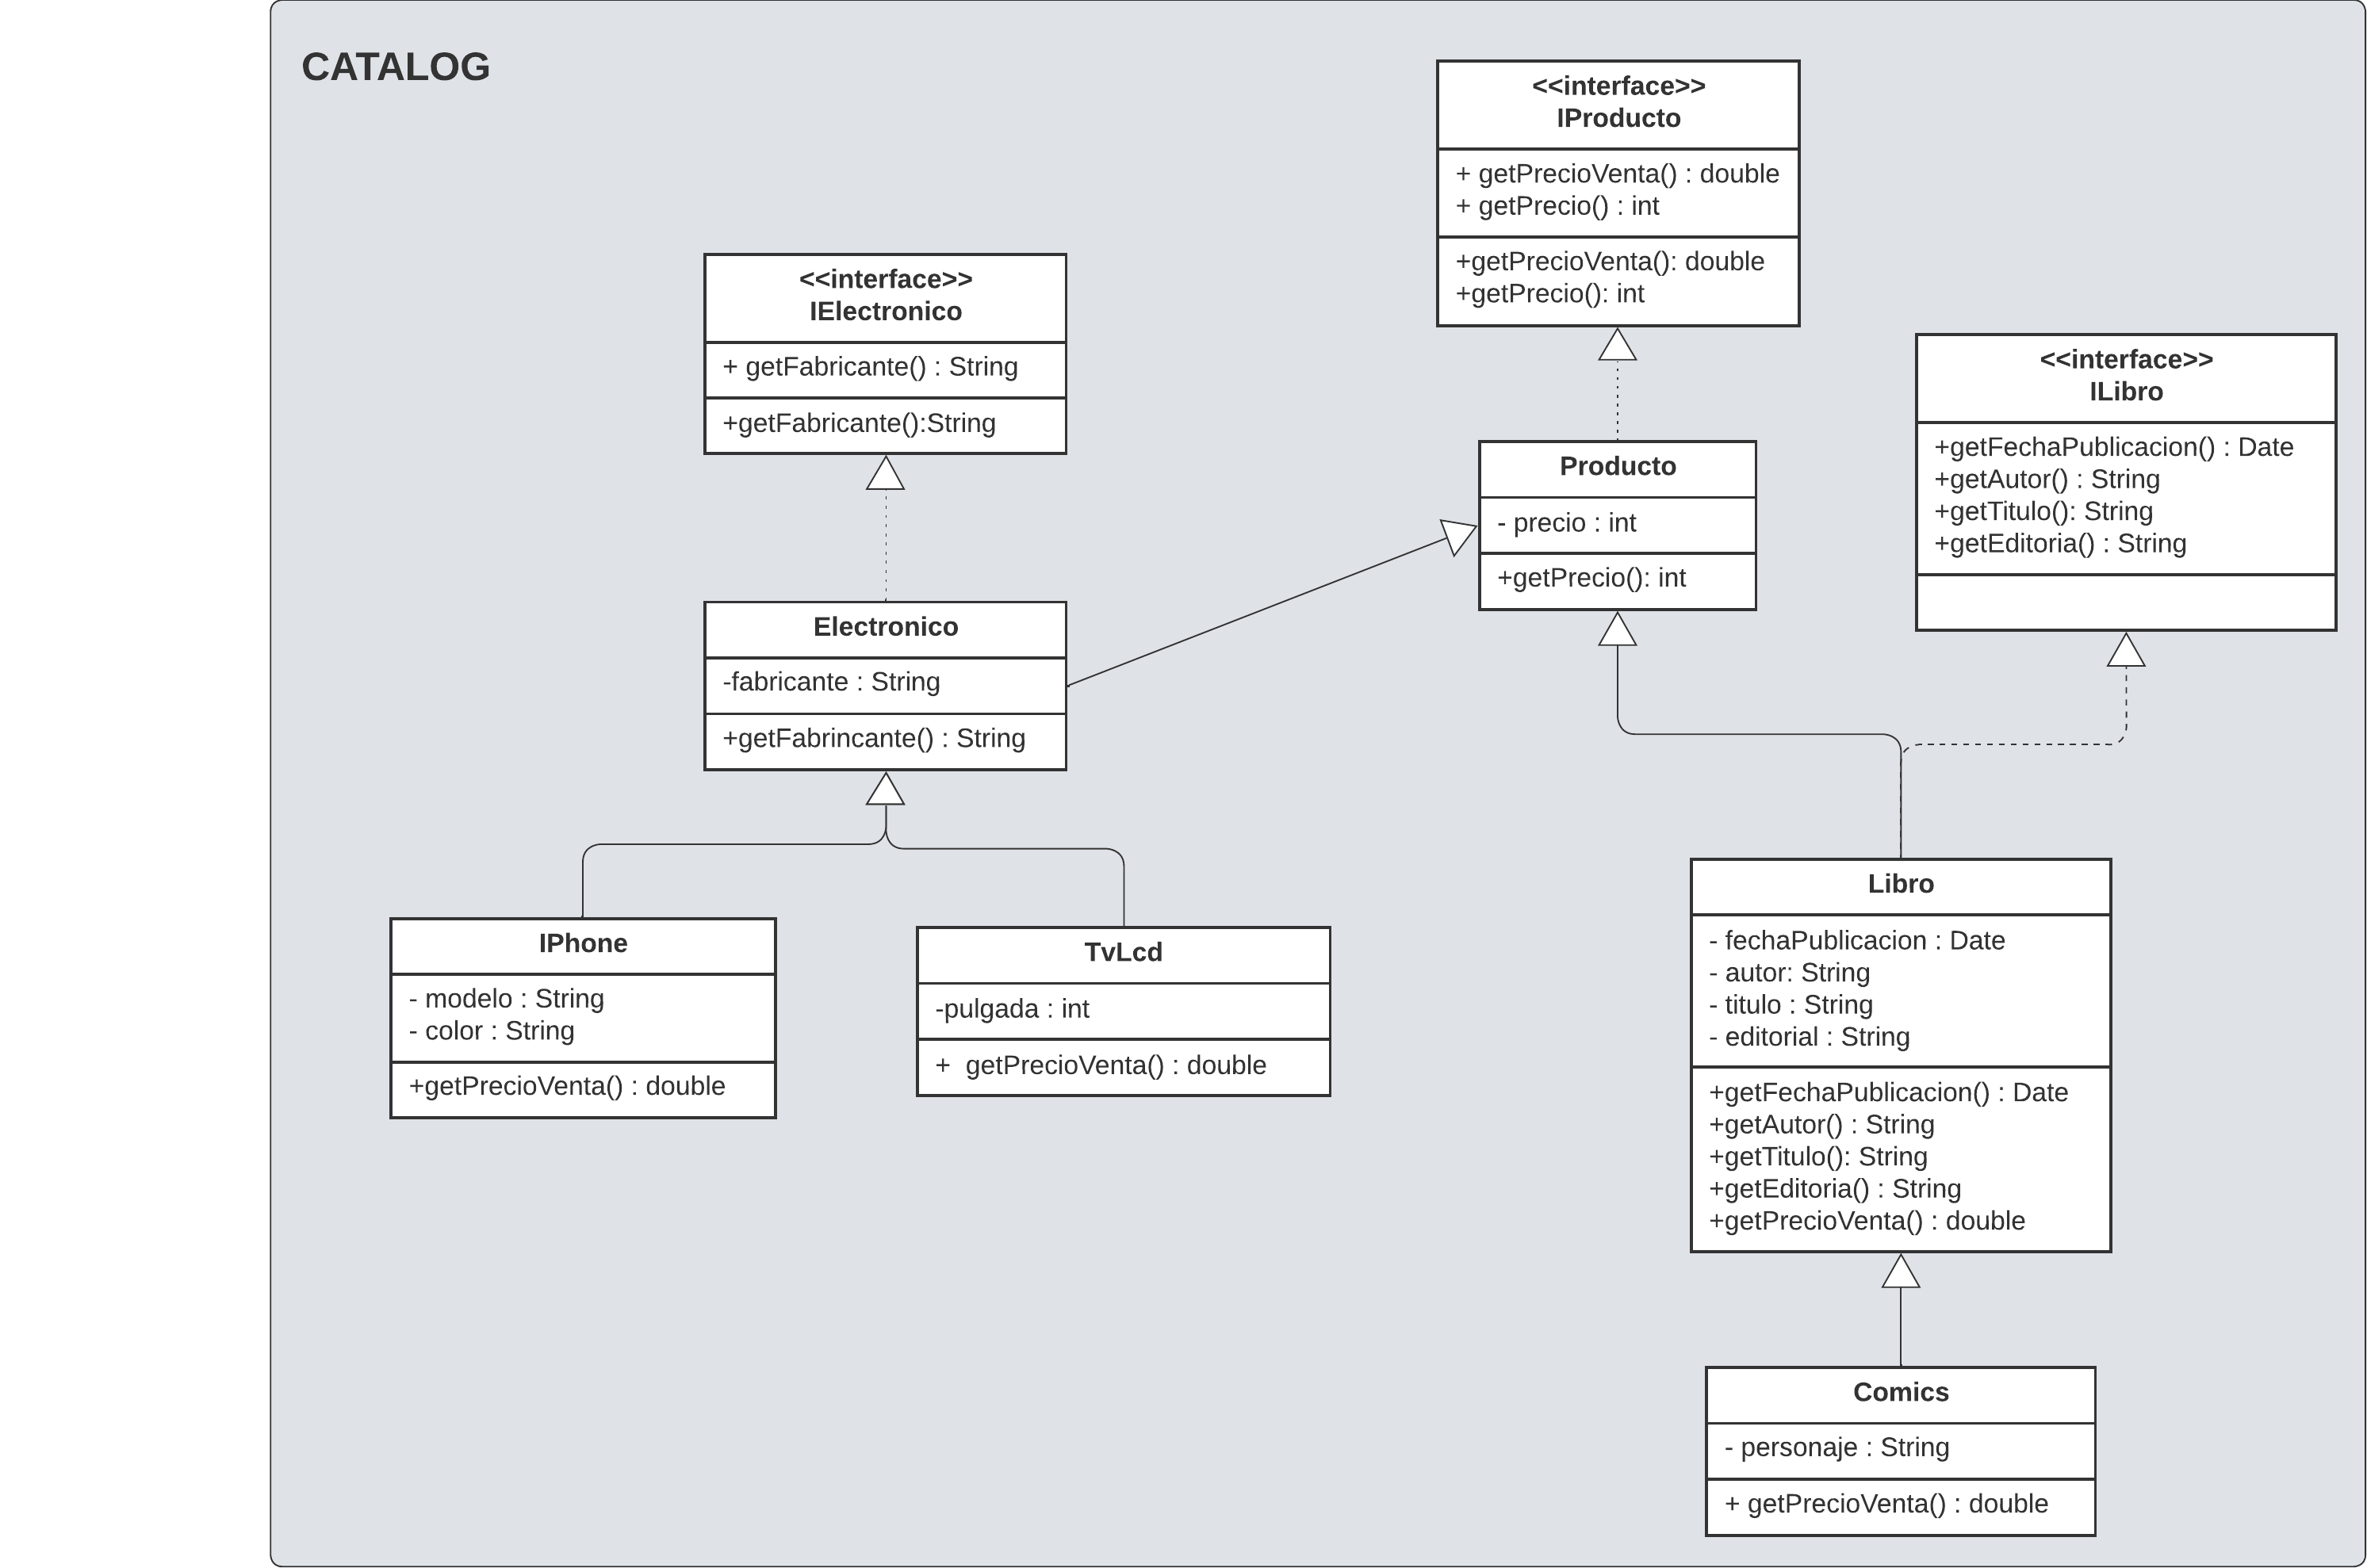 CATALOG
<<interface>>
IProducto
+ getPrecioVenta() : double
+ getPrecio() : int
+getPrecioVenta(): double
+getPrecio(): int
<<interface>>
IElectronico
+ getFabricante() : String
+getFabricante():String
<<interface>>
ILibro
+getFechaPublicacion() : Date
+getAutor() : String
+getTitulo(): String
+getEditoria() : String
Producto
- precio : int
+getPrecio(): int
Electronico
-fabricante : String
+getFabrincante() : String
IPhone
- modelo : String
- color : String
+getPrecioVenta() : double
TvLcd
-pulgada : int
+  getPrecioVenta() : double
Libro
- fechaPublicacion : Date
- autor: String
- titulo : String
- editorial : String
+getFechaPublicacion() : Date
+getAutor() : String
+getTitulo(): String
+getEditoria() : String
+getPrecioVenta() : double
Comics
- personaje : String
+ getPrecioVenta() : double